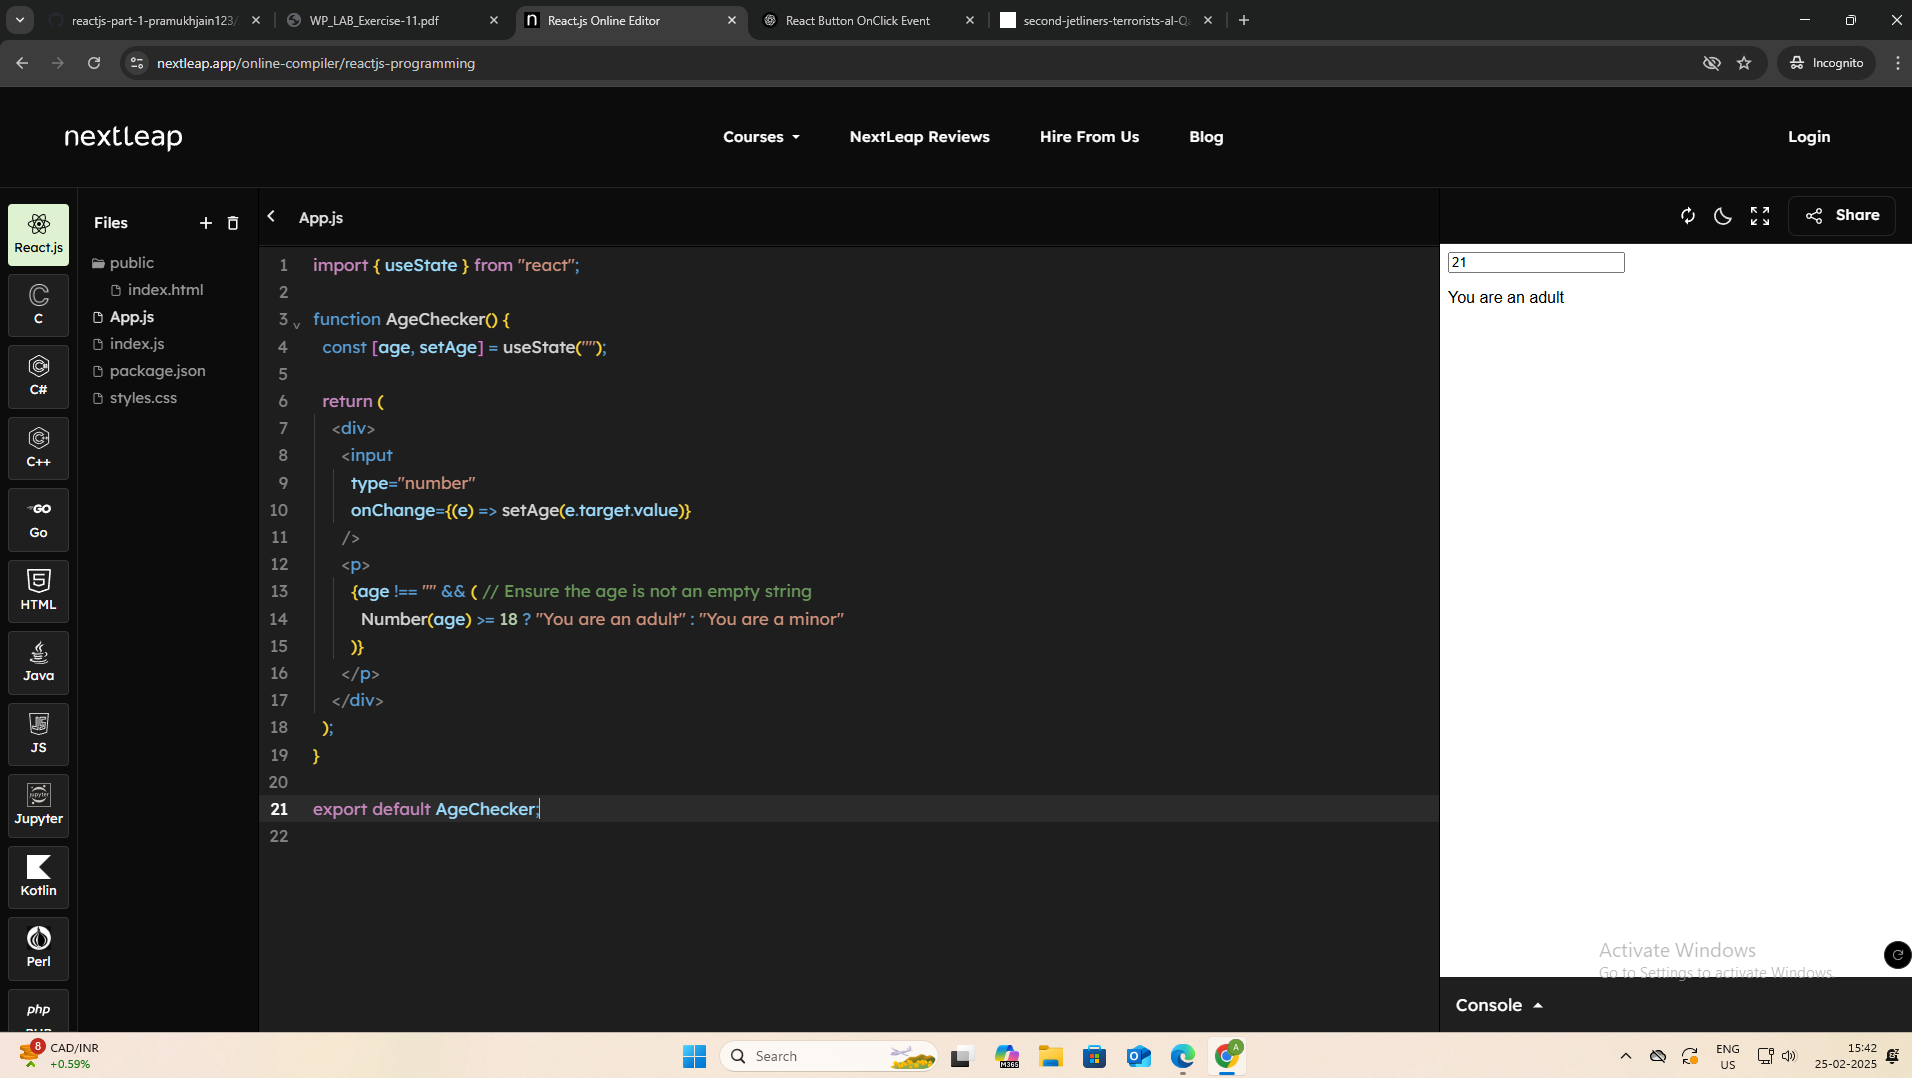 reactjs-part-1-pramukhjain123/
WP_LAB_Exercise-11.pdf
React.js Online Editor
React Button OnClick Event
second-jetliners-terrorists-al-Q
nextleap.app/online-compiler/reactjs-programming
Incognito
nextleap
Courses
NextLeap Reviews
Hire From Us
Blog
Login
React.js
C
C#
C++
GO
Go
HTML
Java
JS
JS
jupyter
Jupyter
Kotlin
Perl
php
Files
public
index.html
App.js
index.js
package.json
styles.css
App.js
Share
1 import { useState } from "react";
2
3 function AgeChecker() {
4 const [age, setAge] = useState("");
5
6 return (
7 <div>
8 <input
9 type="number"
10 onChange={(e) => setAge(e.target.value)}
11 />
12 <p>
13 {age !== "" && ( // Ensure the age is not an empty string
14 Number(age) >= 18 ? "You are an adult" : "You are a minor"
15 )}
16 </p>
17 </div>
18 );
19 }
20
21 export default AgeChecker;
22
21
You are an adult
Activate Windows
Go to Settings to activate Windows.
Console
8
CAD/INR
+0.59%
Search
M365
A
ENG
US
15:42
25-02-2025